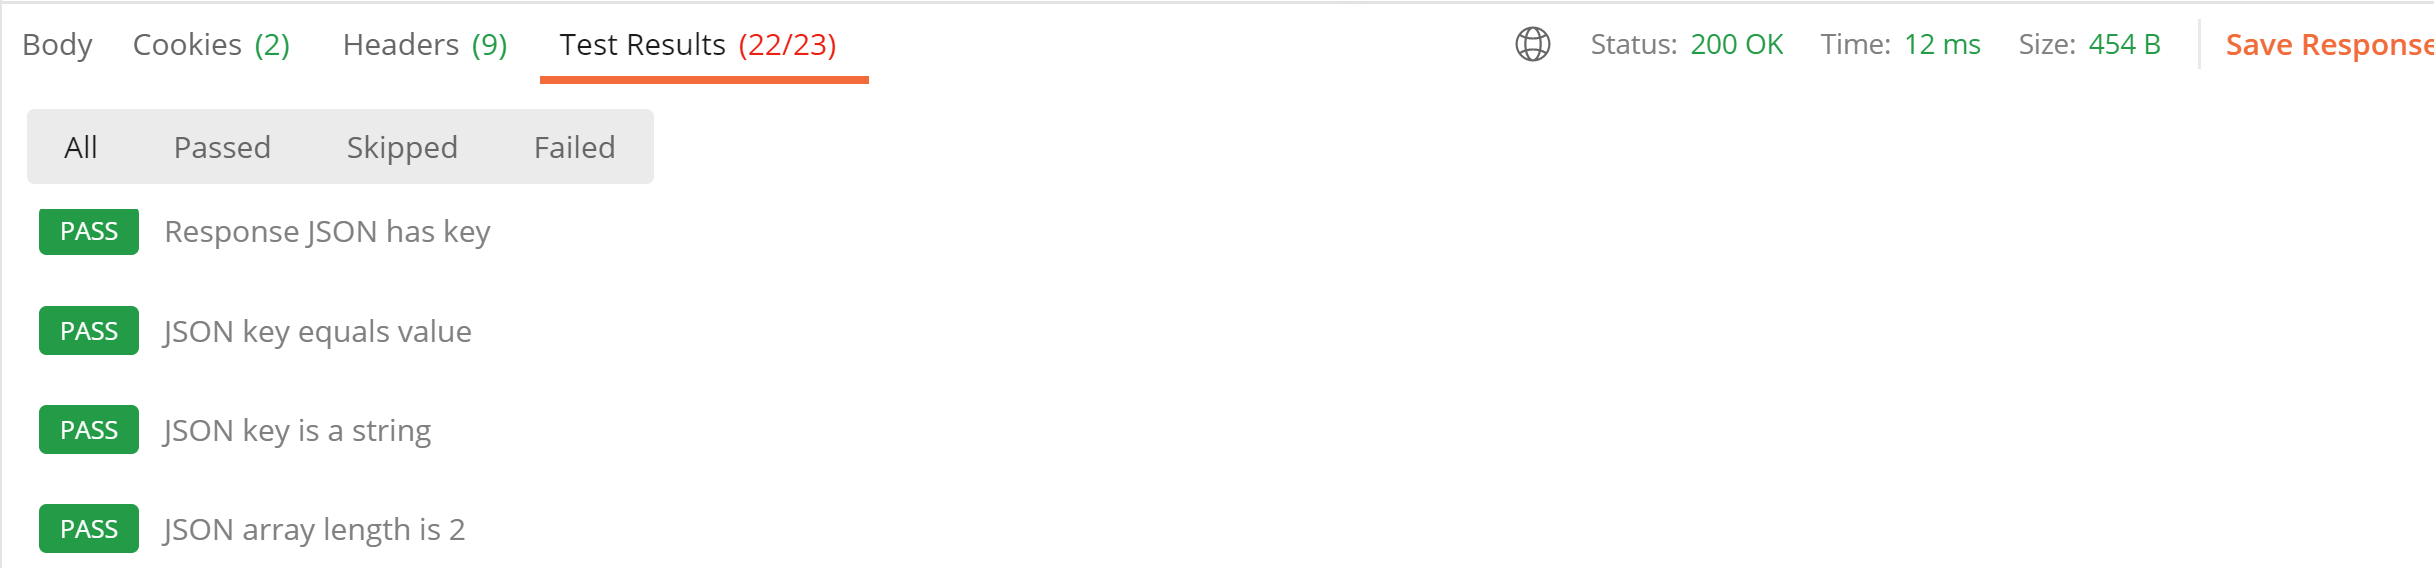 Body Cookies (2) Headers (9) Test Results (22/23) Status: 200 OK Time: 12 ms Size: 454 B Save Response
All Passed Skipped Failed
PASS Response JSON has key
PASS JSON key equals value
PASS JSON key is a string
PASS JSON array length is 2